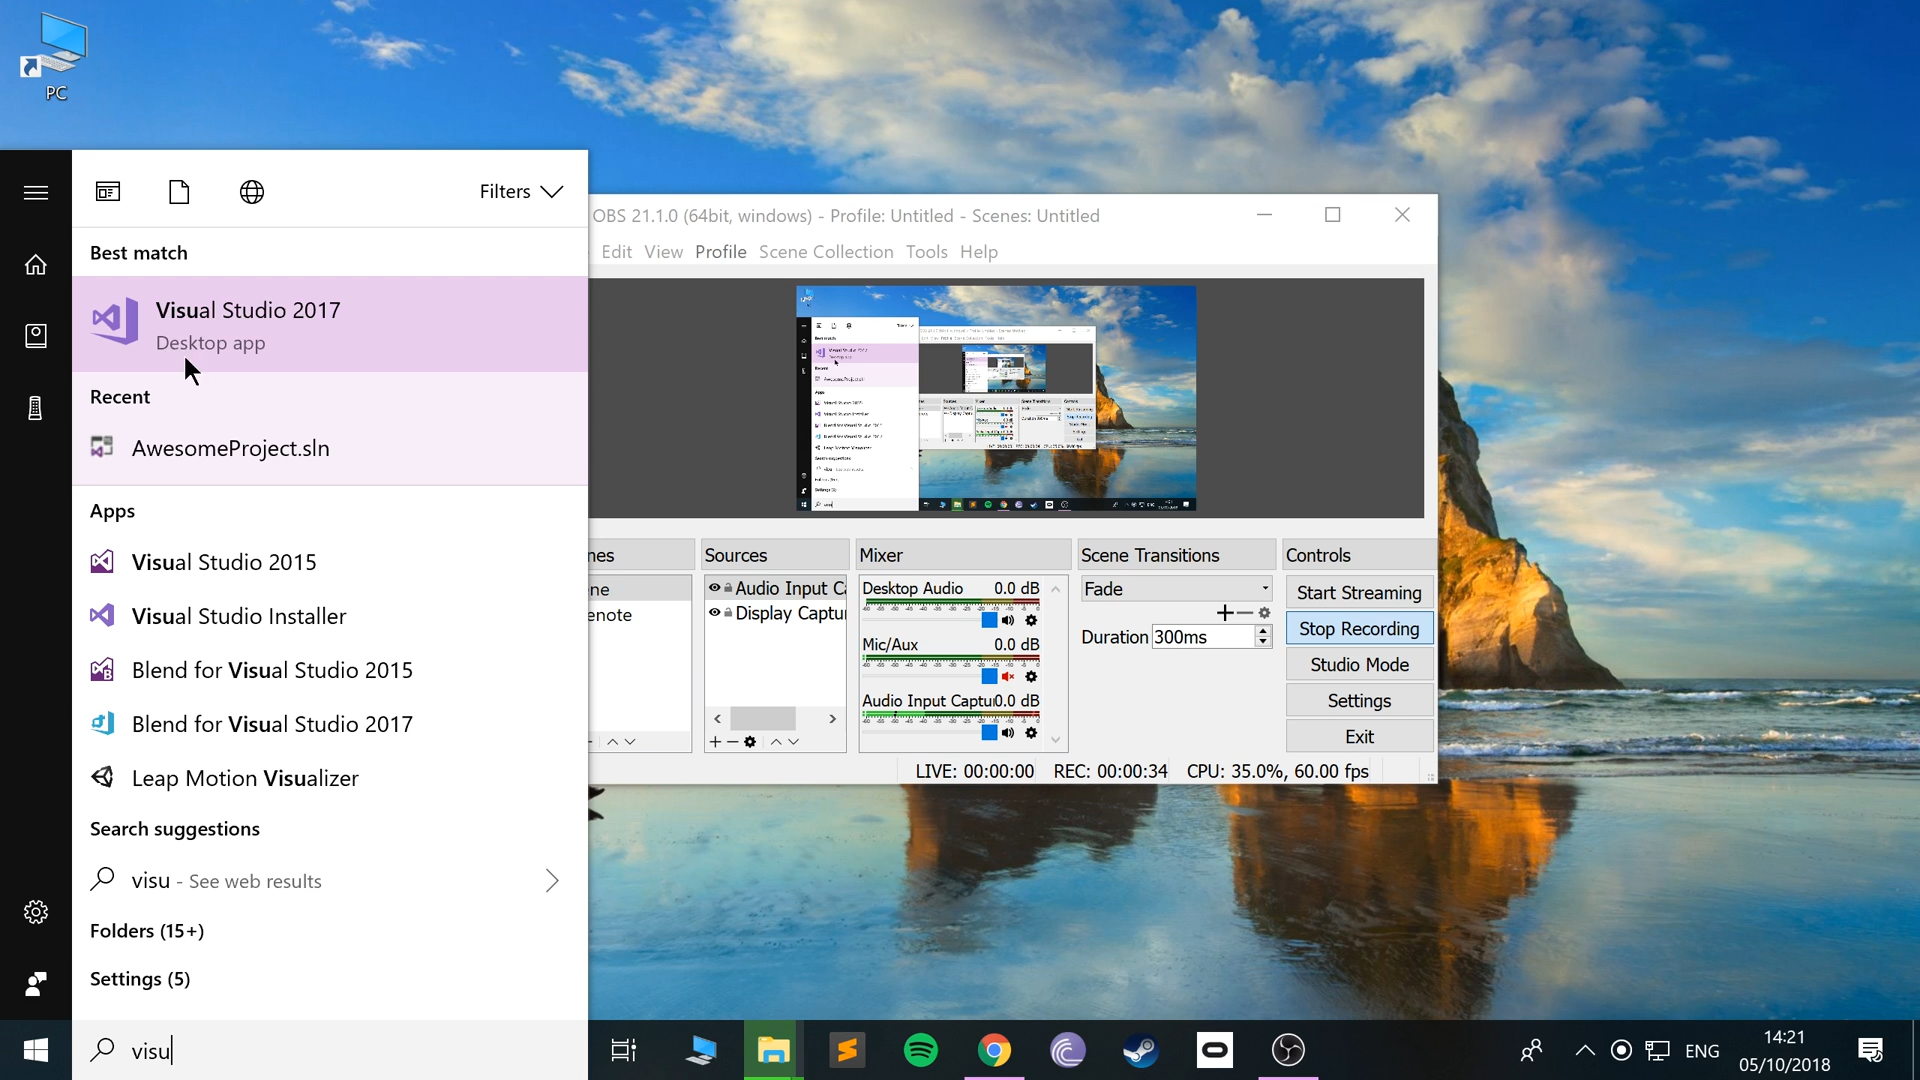 PC
Filters
Best match
Visual Studio 2017
Desktop app
Recent
AwesomeProject.sln
Apps
Visual Studio 2015
Visual Studio Installer
Blend for Visual Studio 2015
Blend for Visual Studio 2017
Leap Motion Visualizer
Search suggestions
visu - See web results
Folders (15+)
Settings (5)
visu
OBS 21.1.0 (64bit, windows) - Profile: Untitled - Scenes: Untitled
Edit View Profile Scene Collection Tools Help
nes
ne
enote
Sources
Audio Input Ca
Display Captur
Mixer
Desktop Audio 0.0 dB
Mic/Aux 0.0 dB
Audio Input Captu 0.0 dB
Scene Transitions
Fade
Duration 300ms
Controls
Start Streaming
Stop Recording
Studio Mode
Settings
Exit
LIVE: 00:00:00 REC: 00:00:34 CPU: 35.0%, 60.00 fps
ENG
14:21
05/10/2018